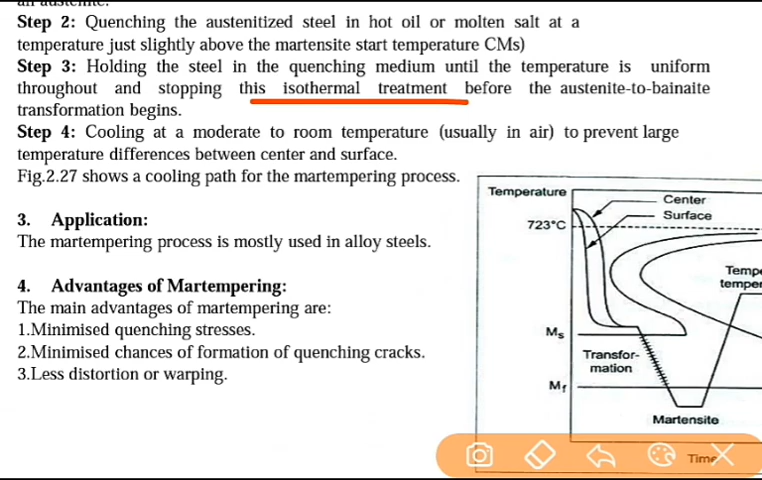 Step 2: Quenching the austenitized steel in hot oil or molten salt at a
temperature just slightly above the martensite start temperature CMs)
Step 3: Holding the steel in the quenching medium until the temperature is uniform
throughout and stopping this isothermal treatment before the austenite-to-bainaite
transformation begins.
Step 4: Cooling at a moderate to room temperature (usually in air) to prevent large
temperature differences between center and surface.
Fig.2.27 shows a cooling path for the martempering process.
3. Application:
The martempering process is mostly used in alloy steels.
4. Advantages of Martempering:
The main advantages of martempering are:
1.Minimised quenching stresses.
2.Minimised chances of formation of quenching cracks.
3.Less distortion or warping.
Temperature
Center
Surface
723°C
Ms
Transfor-
mation
Mf
Martensite